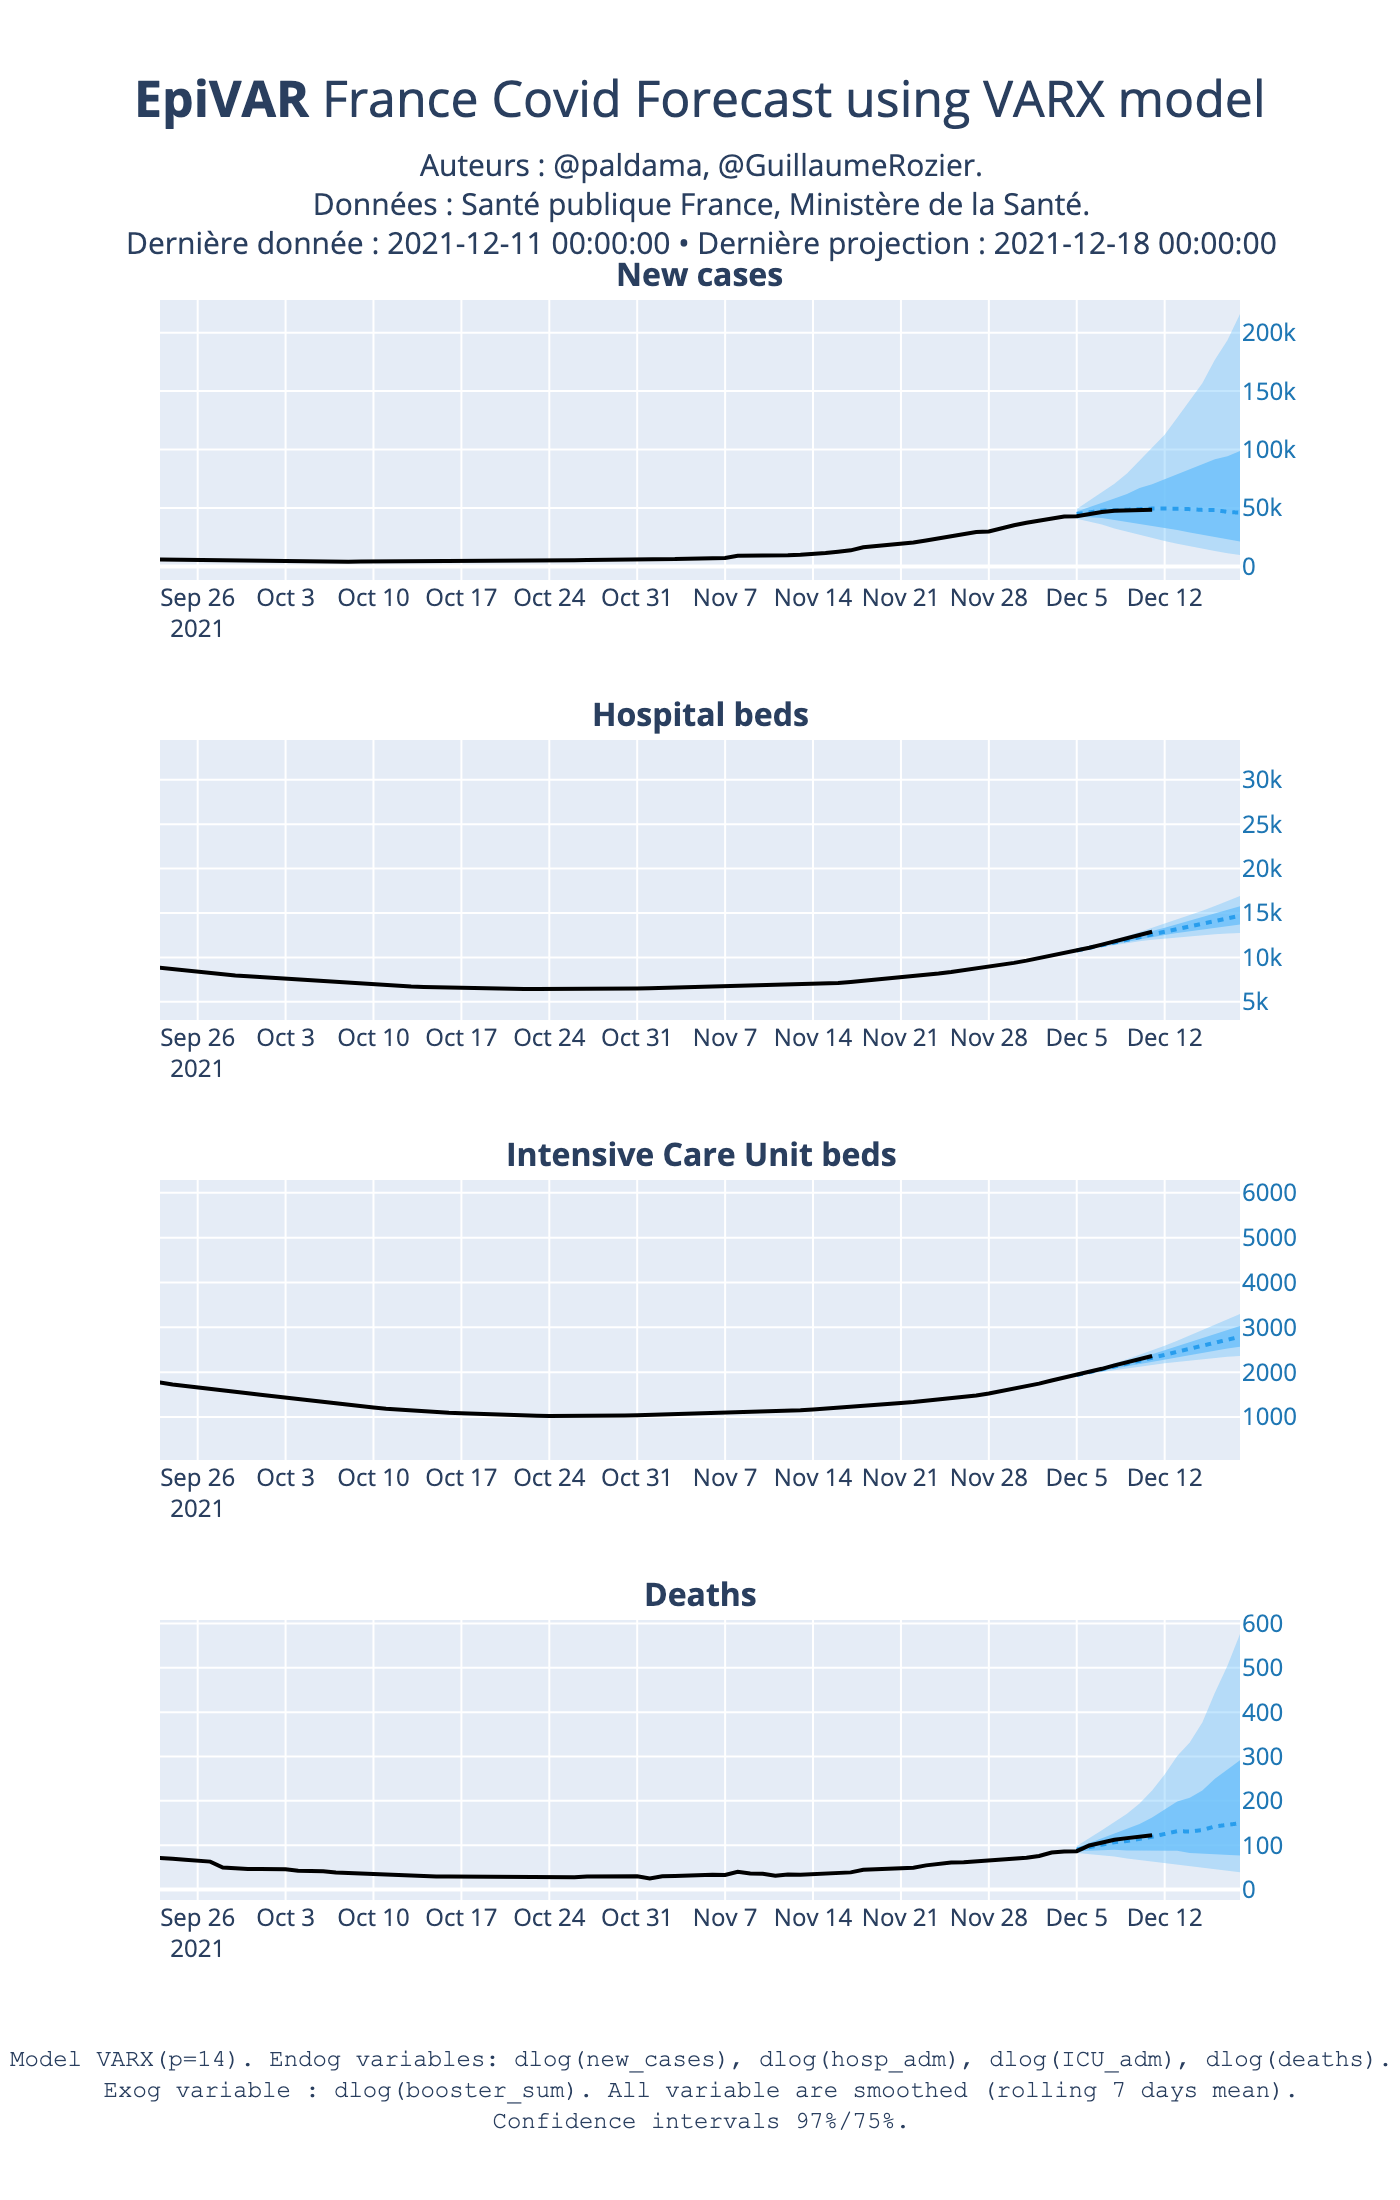 EpiVAR France Covid Forecast using VARX model
Auteurs : @paldama, @GuillaumeRozier.
Données : Santé publique France, Ministère de la Santé.
Dernière donnée : 2021-12-11 00:00:00 • Dernière projection : 2021-12-18 00:00:00
New cases
200k
150k
100k
50k
0
Sep 26 Oct 3 Oct 10 Oct 17 Oct 24 Oct 31 Nov 7 Nov 14 Nov 21 Nov 28 Dec 5 Dec 12
2021
Hospital beds
30k
25k
20k
15k
10k
5k
Sep 26 Oct 3 Oct 10 Oct 17 Oct 24 Oct 31 Nov 7 Nov 14 Nov 21 Nov 28 Dec 5 Dec 12
2021
Intensive Care Unit beds
6000
5000
4000
3000
2000
1000
Sep 26 Oct 3 Oct 10 Oct 17 Oct 24 Oct 31 Nov 7 Nov 14 Nov 21 Nov 28 Dec 5 Dec 12
2021
Deaths
600
500
400
300
200
100
0
Sep 26 Oct 3 Oct 10 Oct 17 Oct 24 Oct 31 Nov 7 Nov 14 Nov 21 Nov 28 Dec 5 Dec 12
2021
Model VARX(p=14). Endog variables: dlog(new_cases), dlog(hosp_adm), dlog(ICU_adm), dlog(deaths).
Exog variable : dlog(booster_sum). All variable are smoothed (rolling 7 days mean).
Confidence intervals 97%/75%.